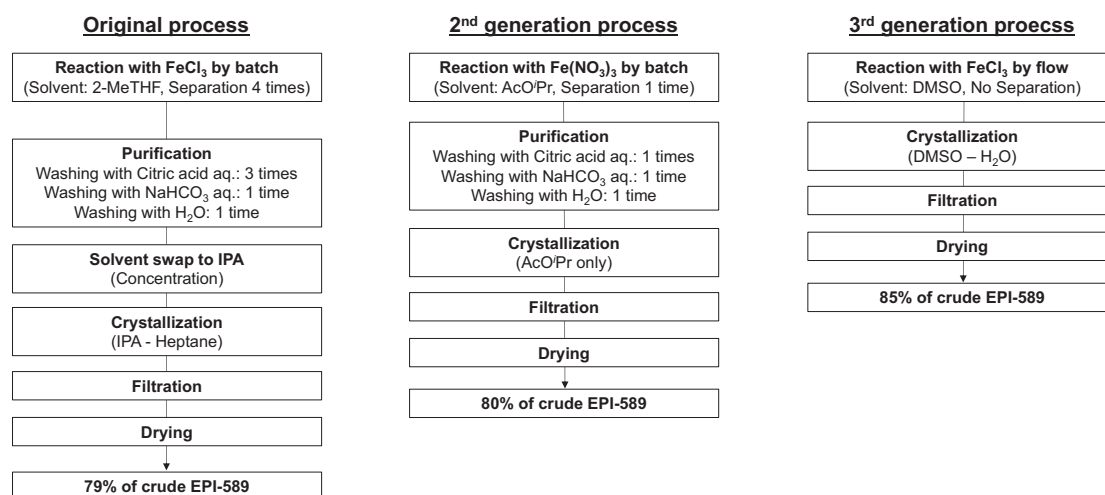 Original process
Reaction with FeCl3 by batch
(Solvent: 2-MeTHF, Separation 4 times)
Purification
Washing with Citric acid aq.: 3 times
Washing with NaHCO3 aq.: 1 time
Washing with H2O: 1 time
Solvent swap to IPA
(Concentration)
Crystallization
(IPA - Heptane)
Filtration
Drying
79% of crude EPI-589
2nd generation process
Reaction with Fe(NO3)3 by batch
(Solvent: AcOiPr, Separation 1 time)
Purification
Washing with Citric acid aq.: 1 times
Washing with NaHCO3 aq.: 1 time
Washing with H2O: 1 time
Crystallization
(AcOiPr only)
Filtration
Drying
80% of crude EPI-589
3rd generation proecss
Reaction with FeCl3 by flow
(Solvent: DMSO, No Separation)
Crystallization
(DMSO – H2O)
Filtration
Drying
85% of crude EPI-589